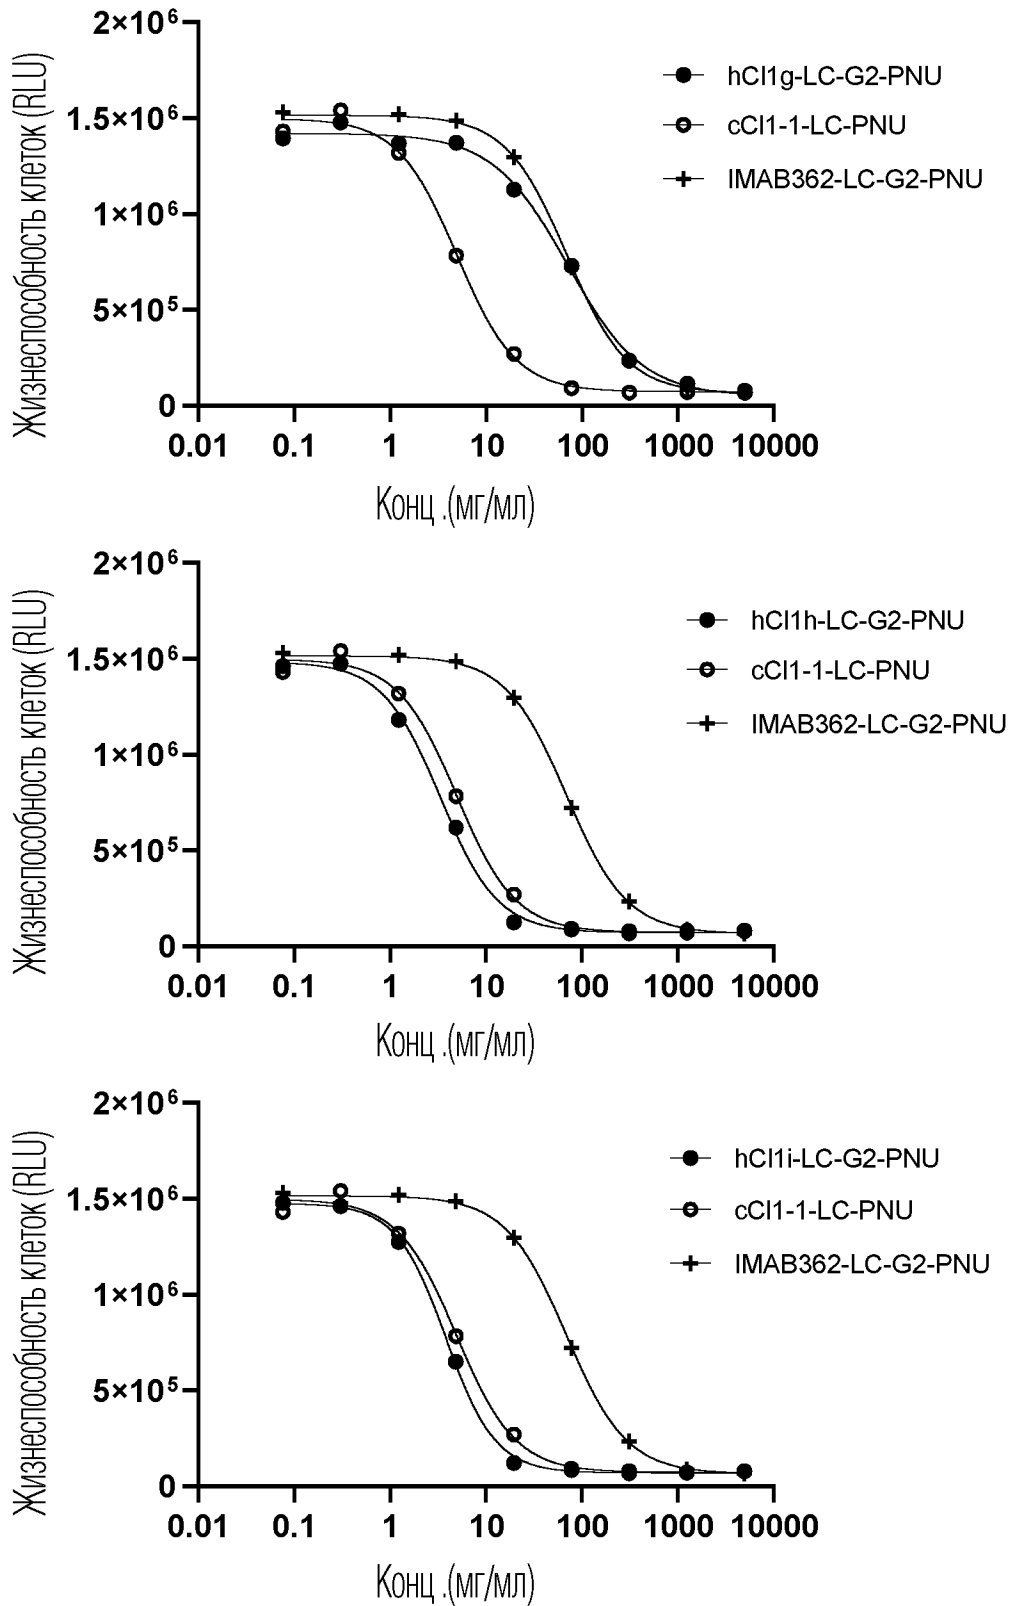 Жизнеспособность клеток (RLU)
2×10⁶
1.5×10⁶
1×10⁶
5×10⁵
0
0.01 0.1 1 10 100 1000 10000
Конц .(мг/мл)
hCl1g-LC-G2-PNU
cCl1-1-LC-PNU
IMAB362-LC-G2-PNU
Жизнеспособность клеток (RLU)
2×10⁶
1.5×10⁶
1×10⁶
5×10⁵
0
0.01 0.1 1 10 100 1000 10000
Конц .(мг/мл)
hCl1h-LC-G2-PNU
cCl1-1-LC-PNU
IMAB362-LC-G2-PNU
Жизнеспособность клеток (RLU)
2×10⁶
1.5×10⁶
1×10⁶
5×10⁵
0
0.01 0.1 1 10 100 1000 10000
Конц .(мг/мл)
hCl1i-LC-G2-PNU
cCl1-1-LC-PNU
IMAB362-LC-G2-PNU